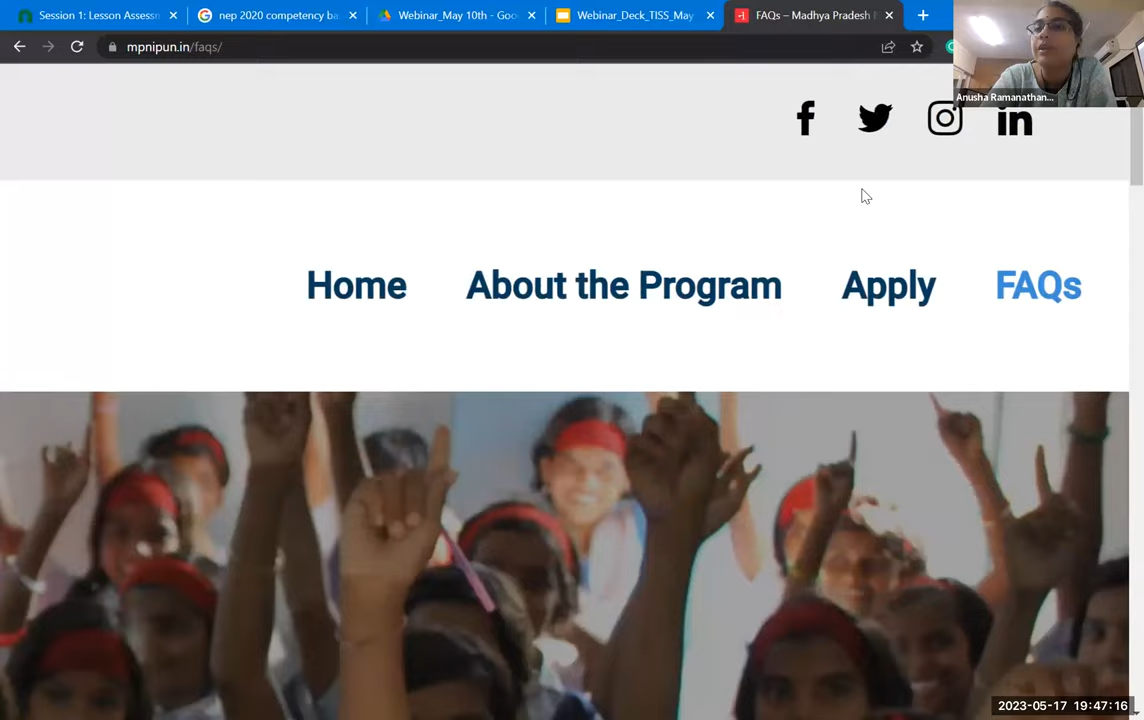 Session 1: Lesson Assessm
nep 2020 competency ba
Webinar_May 10th - Goo
Webinar_Deck_TISS_May
FAQs – Madhya Pradesh
mpnipun.in/faqs/
Anusha Ramanathan...
Home
About the Program
Apply
FAQs
2023-05-17 19:47:16